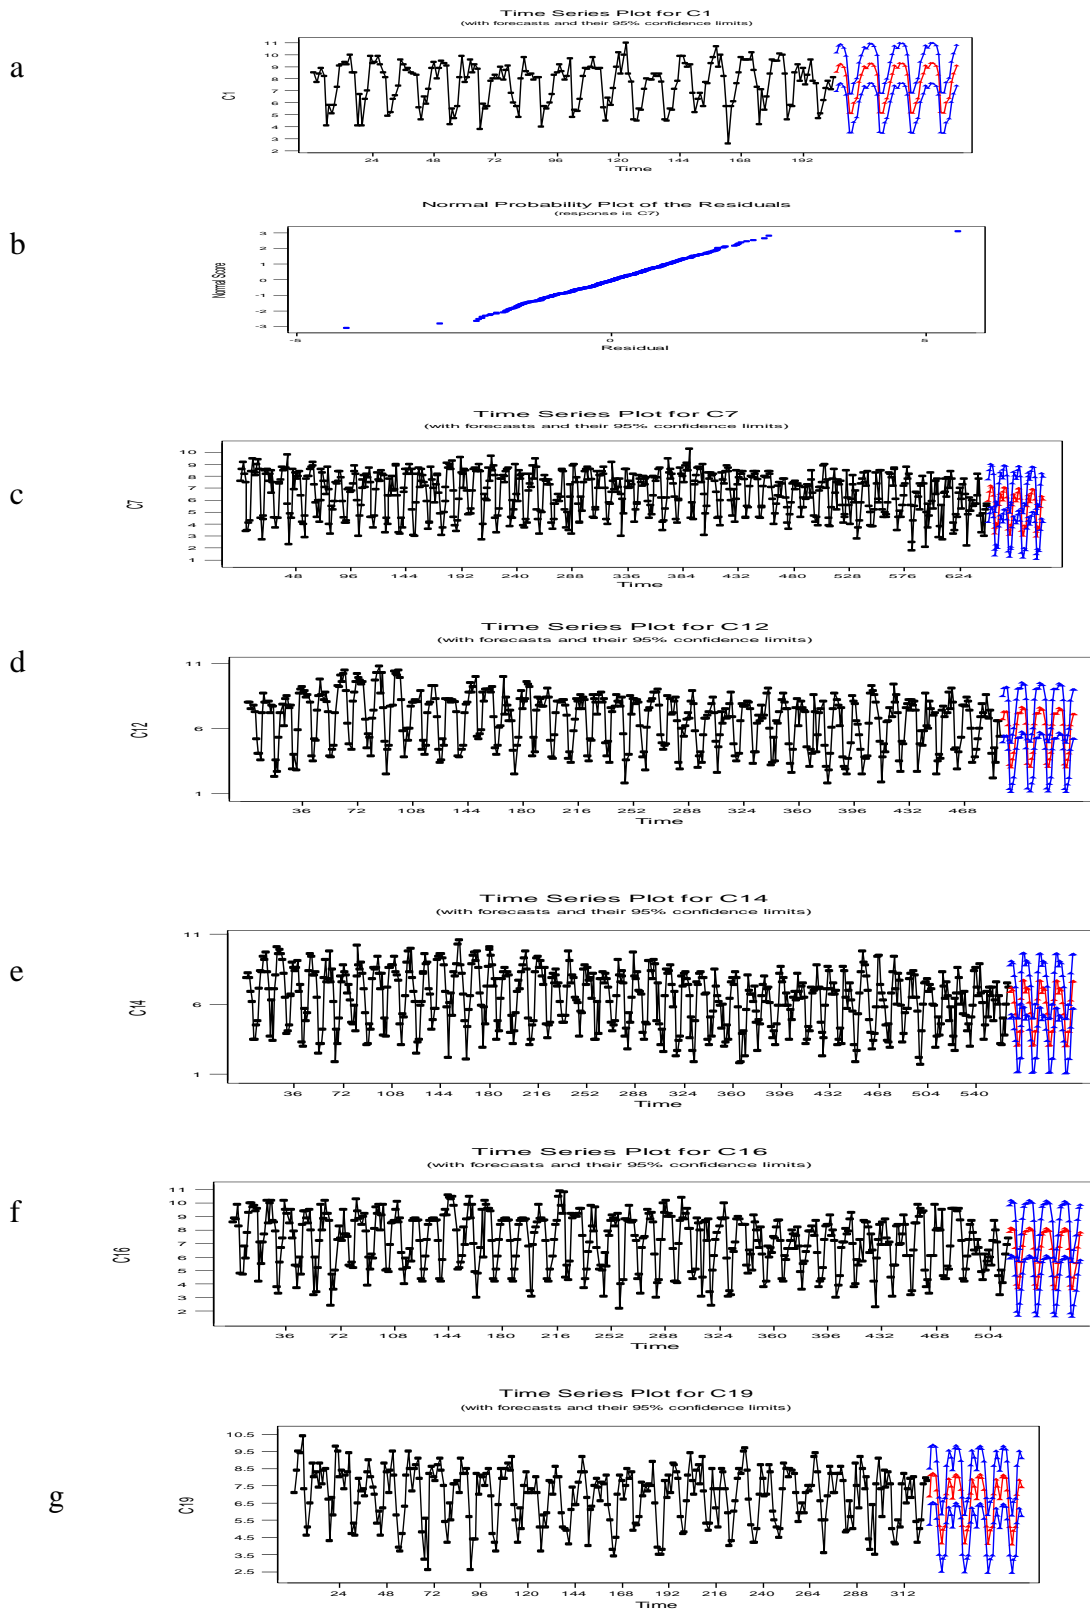 a
Time Series Plot for C1
(with forecasts and their 95% confidence limits)
11
10
9
8
7
6
5
4
3
2
C1
24 48 72 96 120 144 168 192
Time
b
Normal Probability Plot of the Residuals
(response is C7)
3
2
1
0
-1
-2
-3
Normal Score
-5 0 5
Residual
c
Time Series Plot for C7
(with forecasts and their 95% confidence limits)
10
9
8
7
6
5
4
3
2
1
C7
48 96 144 192 240 288 336 384 432 480 528 576 624
Time
d
Time Series Plot for C12
(with forecasts and their 95% confidence limits)
11
6
1
C12
36 72 108 144 180 216 252 288 324 360 396 432 468
Time
e
Time Series Plot for C14
(with forecasts and their 95% confidence limits)
11
6
1
C14
36 72 108 144 180 216 252 288 324 360 396 432 468 504 540
Time
f
Time Series Plot for C16
(with forecasts and their 95% confidence limits)
11
10
9
8
7
6
5
4
3
2
C16
36 72 108 144 180 216 252 288 324 360 396 432 468 504
Time
g
Time Series Plot for C19
(with forecasts and their 95% confidence limits)
10.5
9.5
8.5
7.5
6.5
5.5
4.5
3.5
2.5
C19
24 48 72 96 120 144 168 192 216 240 264 288 312
Time